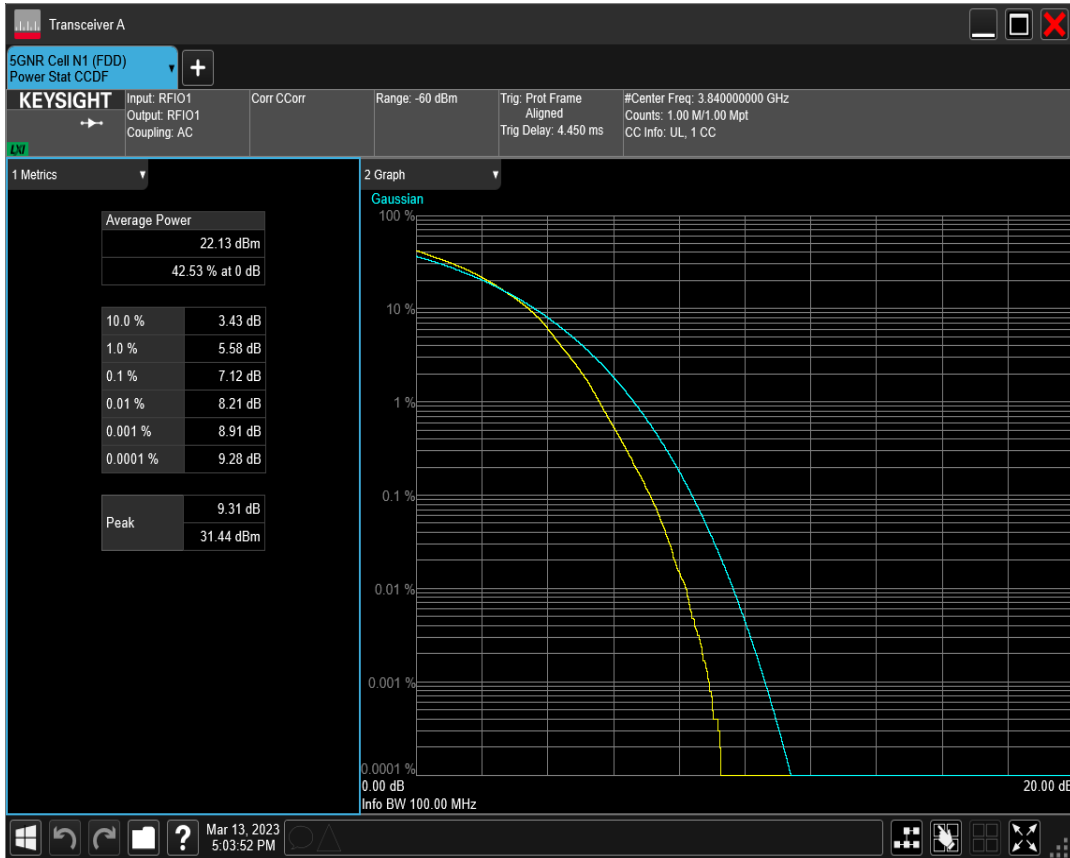 Transceiver A
5GNR Cell N1 (FDD)
Power Stat CCDF
+
KEYSIGHT
LXI
Input: RFIO1
Output: RFIO1
Coupling: AC
Corr CCorr
Range: -60 dBm
Trig: Prot Frame
Aligned
Trig Delay: 4.450 ms
#Center Freq: 3.840000000 GHz
Counts: 1.00 M/1.00 Mpt
CC Info: UL, 1 CC
1 Metrics
Average Power
22.13 dBm
42.53 % at 0 dB
10.0 % 3.43 dB
1.0 % 5.58 dB
0.1 % 7.12 dB
0.01 % 8.21 dB
0.001 % 8.91 dB
0.0001 % 9.28 dB
Peak
9.31 dB
31.44 dBm
2 Graph
Gaussian
100 %
10 %
1 %
0.1 %
0.01 %
0.001 %
0.0001 %
0.00 dB 20.00 dB
Info BW 100.00 MHz
?
Mar 13, 2023
5:03:52 PM